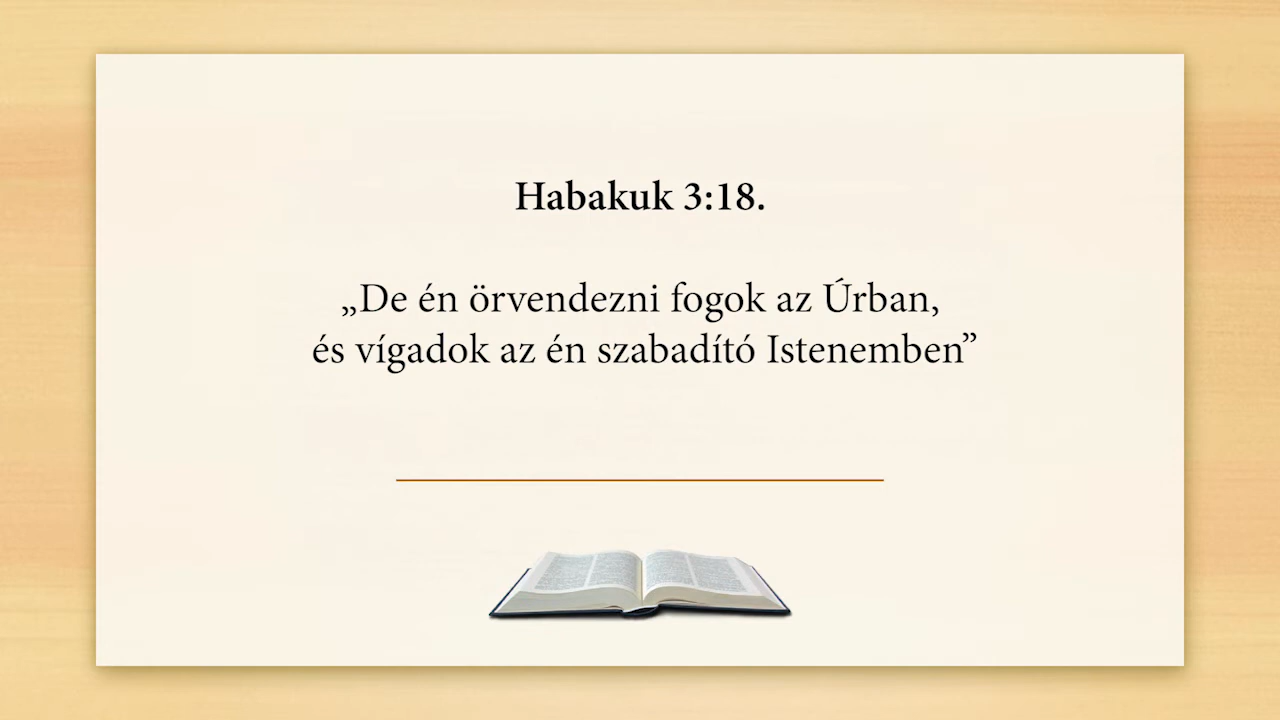 Habakuk 3:18.
„De én örvendezni fogok az Úrban,
és vígadok az én szabadító Istenemben”